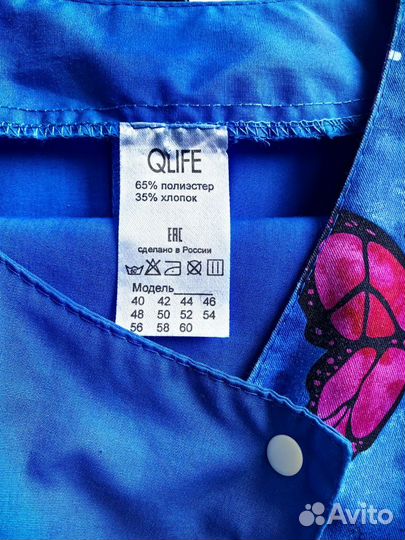 QLIFE
65% полиэстер
35% хлопок
EAC
сделано в России
Модель______
40 42 44 46
48 50 52 54
56 58 60
Avito